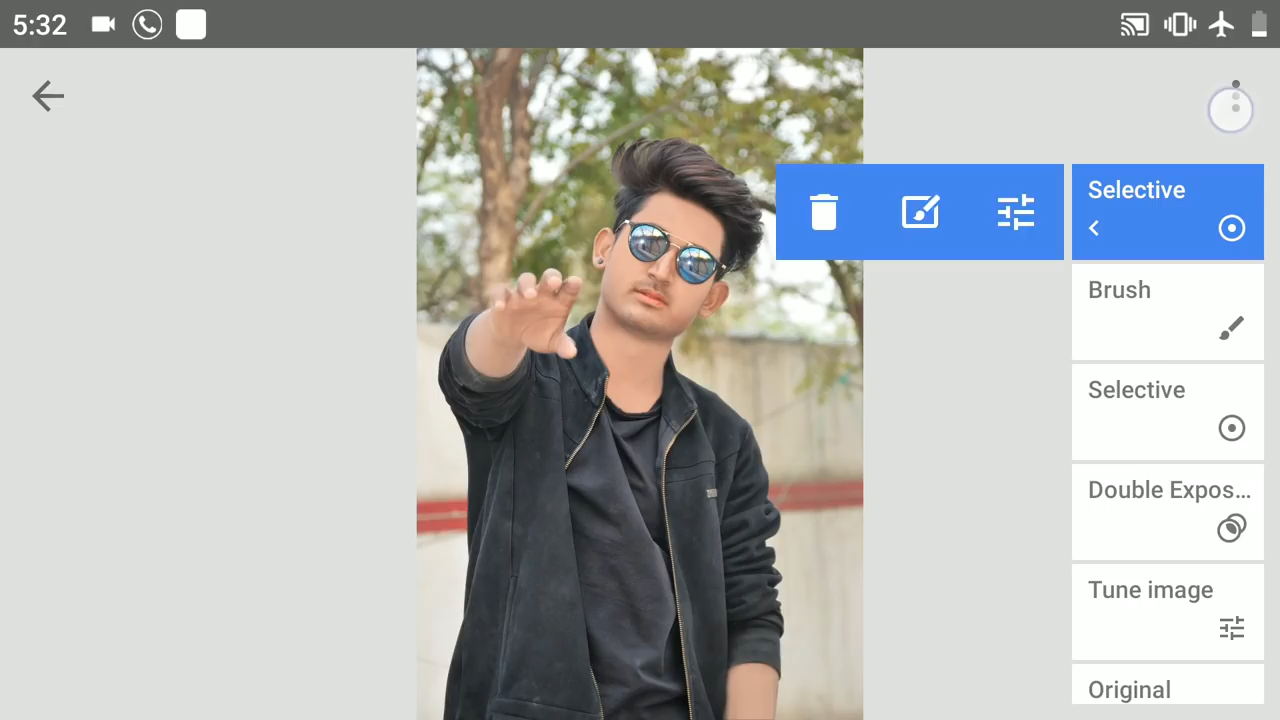 5:32
Selective
Brush
Selective
Double Expos...
Tune image
Original